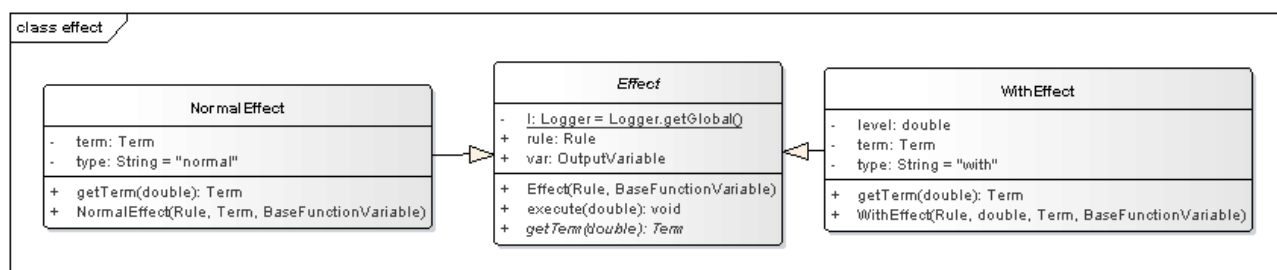 class effect
NormalEffect
- term: Term
- type: String = "normal"
+ getTerm(double): Term
+ NormalEffect(Rule, Term, BaseFunctionVariable)
Effect
- l: Logger = Logger.getGlobal()
+ rule: Rule
+ var: OutputVariable
+ Effect(Rule, BaseFunctionVariable)
+ execute(double): void
+ getTerm(double): Term
WithEffect
- level: double
- term: Term
- type: String = "with"
+ getTerm(double): Term
+ WithEffect(Rule, double, Term, BaseFunctionVariable)